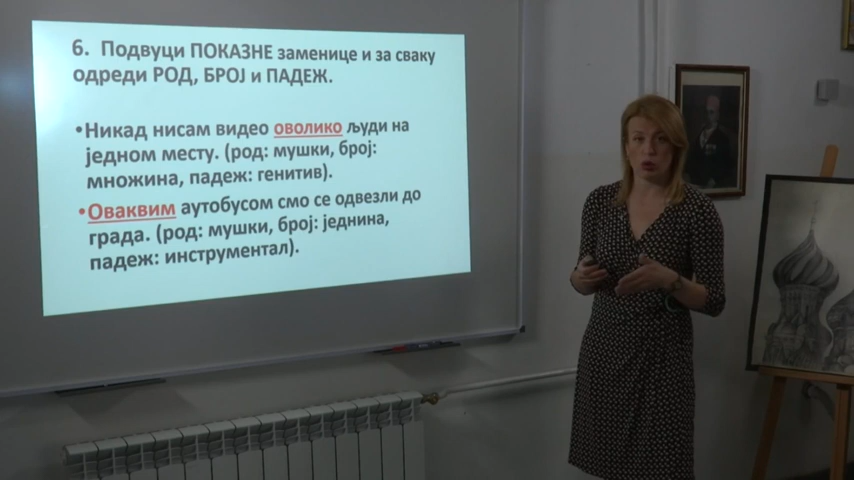 6. Подвуци ПОКАЗНЕ заменице и за сваку
одреди РОД, БРОЈ и ПАДЕЖ.
•Никад нисам видео оволико људи на
једном месту. (род: мушки, број:
множина, падеж: генитив).
•Оваквим аутобусом смо се одвезли до
града. (род: мушки, број: једнина,
падеж: инструментал).